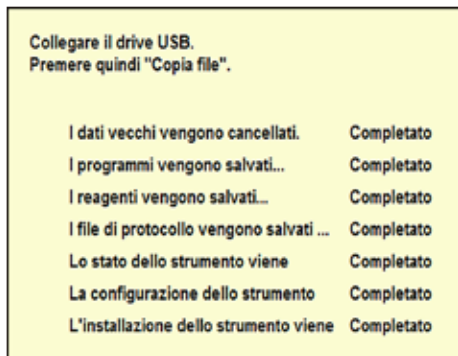 Collegare il drive USB.
Premere quindi "Copia file".
I dati vecchi vengono cancellati. Completato
I programmi vengono salvati... Completato
I reagenti vengono salvati... Completato
I file di protocollo vengono salvati ... Completato
Lo stato dello strumento viene Completato
La configurazione dello strumento Completato
L'installazione dello strumento viene Completato